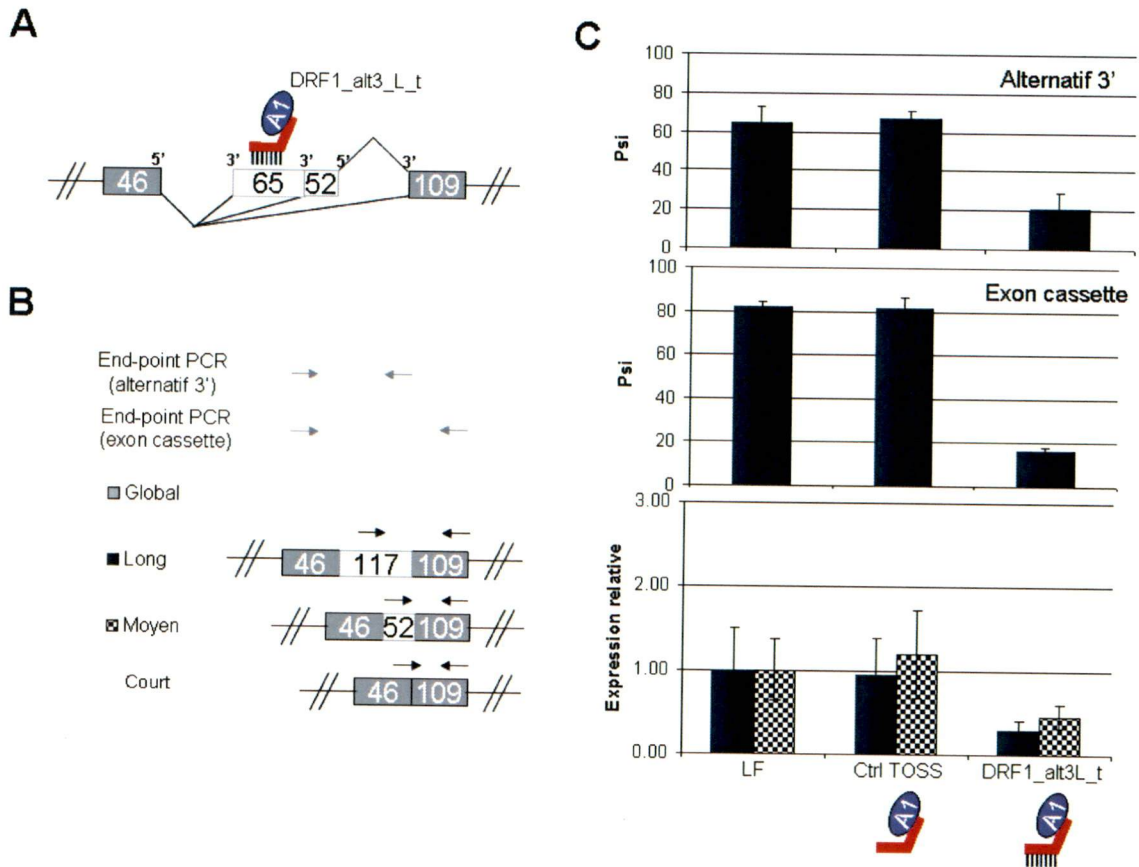 A
DRF1_alt3_L_t
A1
5' 3' 3' 5' 3'
46 65 52 109
B
End-point PCR
(alternatif 3')
End-point PCR
(exon cassette)
Global
Long
46 117 109
Moyen
46 52 109
Court
46 109
C
100
80
60
40
20
0
Psi
Alternatif 3'
100
80
60
40
20
0
Psi
Exon cassette
3.00
2.00
1.00
0.00
Expression relative
LF Ctrl TOSS DRF1_alt3L_t
A1 A1